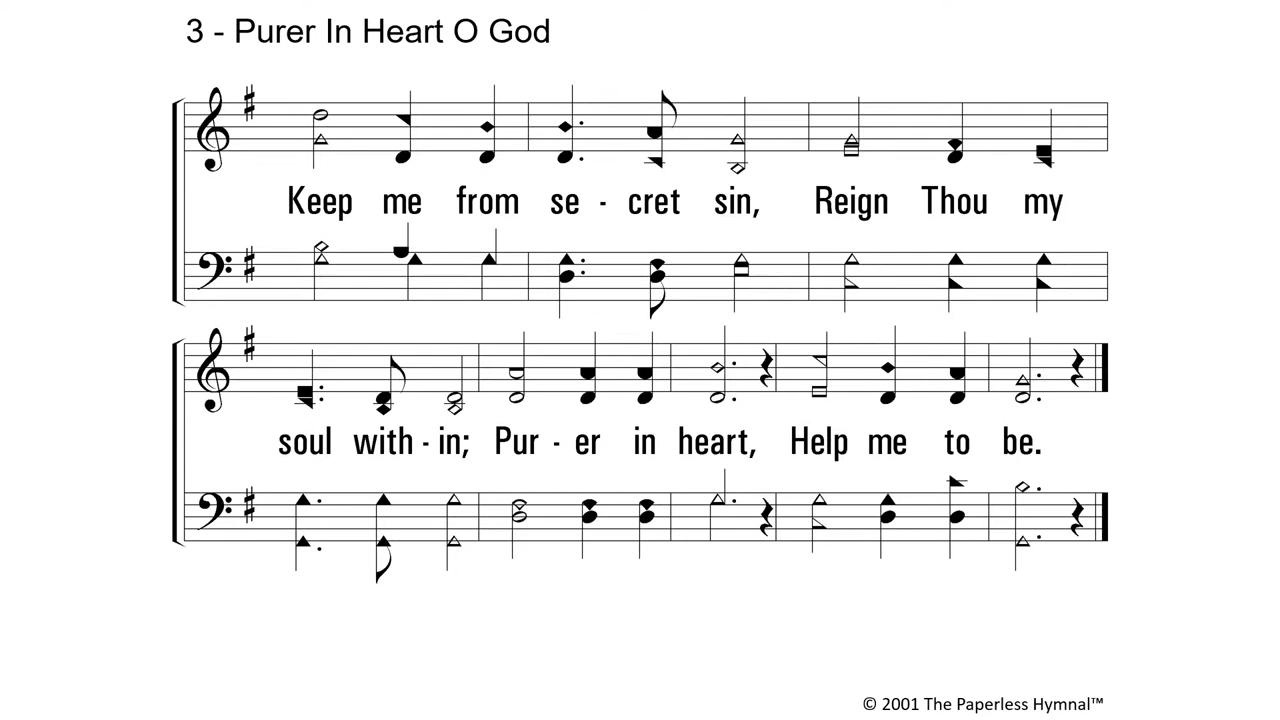 3 - Purer In Heart O God
Keep me from se - cret sin, Reign Thou my
soul with - in; Pur - er in heart, Help me to be.
© 2001 The Paperless Hymnal™